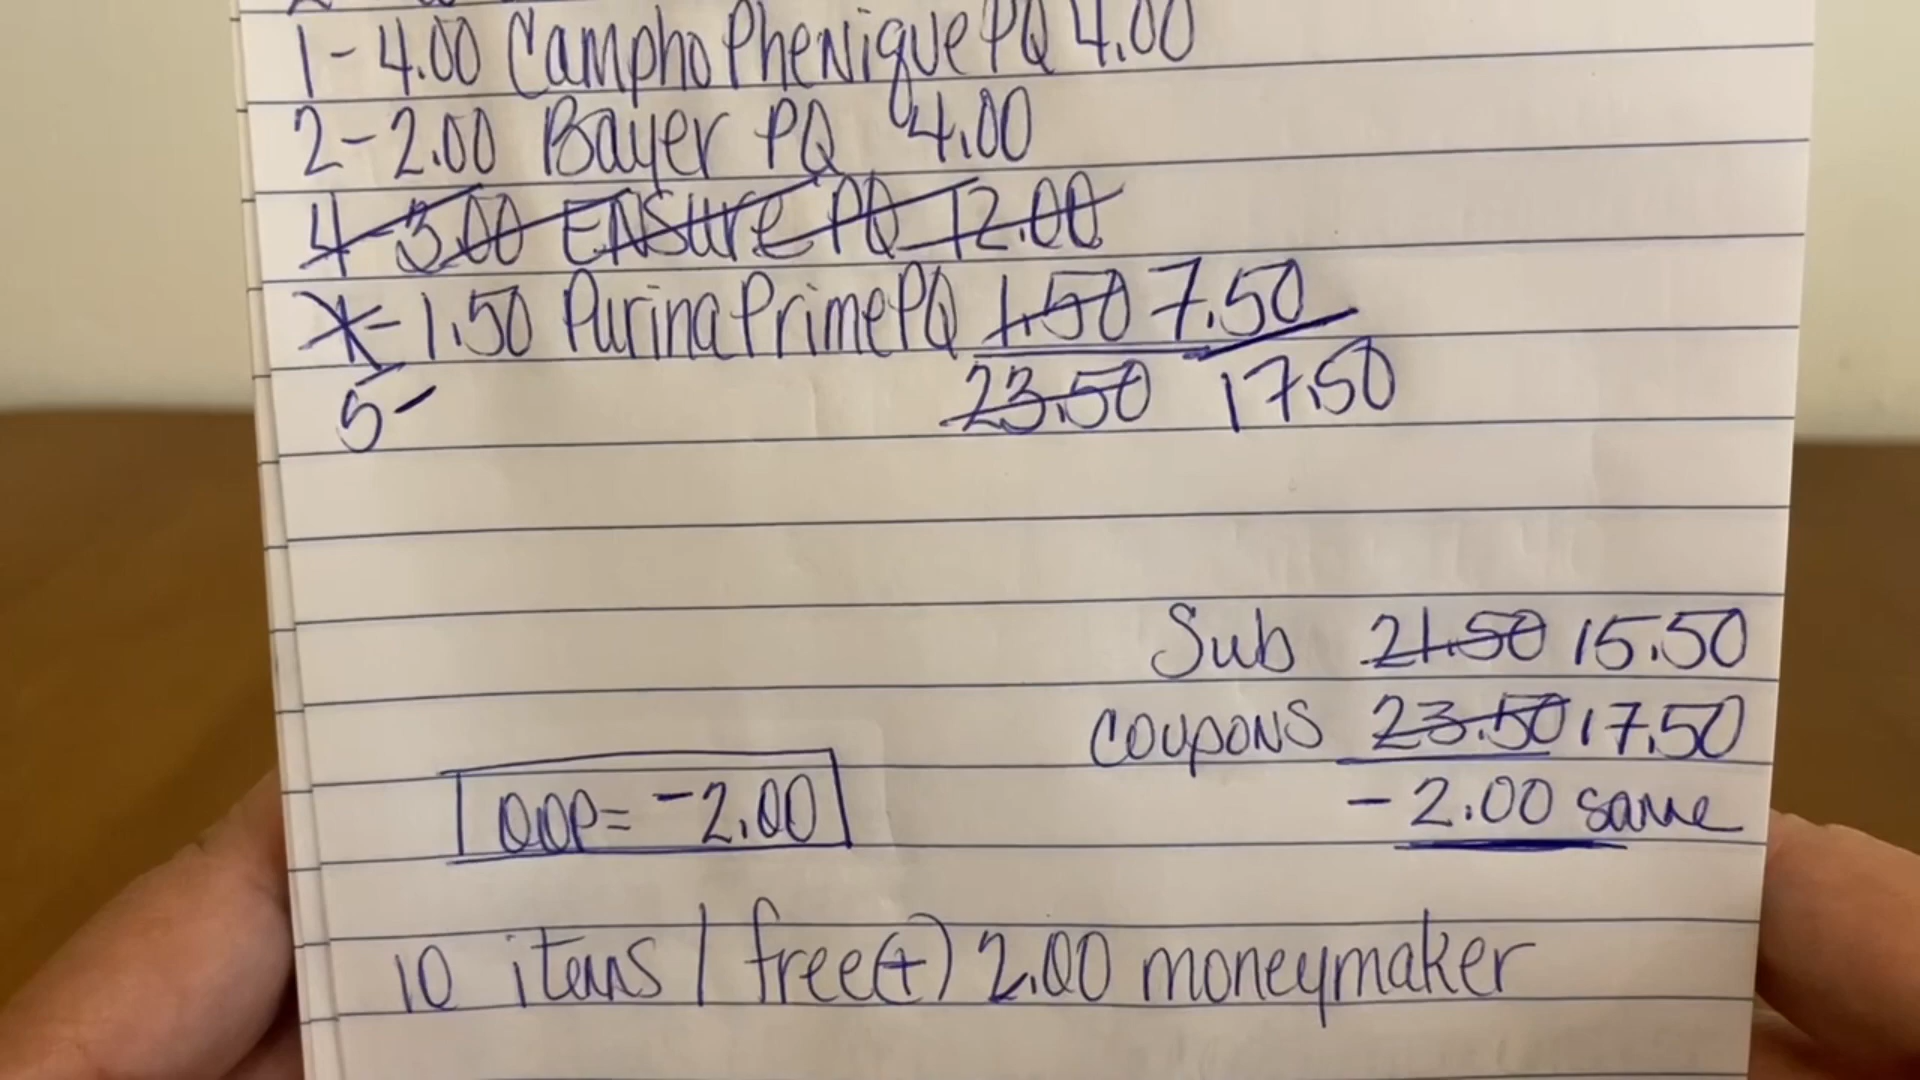 1-4.00 Campho Phenique PQ 4.00
2-2.00 Bayer PQ 4.00
4-3.00 Ensure PQ 12.00
1-1.50 Purina Prime PQ 1.50 7.50
5- 23.50 17.50
Sub 21.50 15.50
coupons 23.50 17.50
-2.00 same
OOP= -2.00
10 items / free(+) 2.00 moneymaker